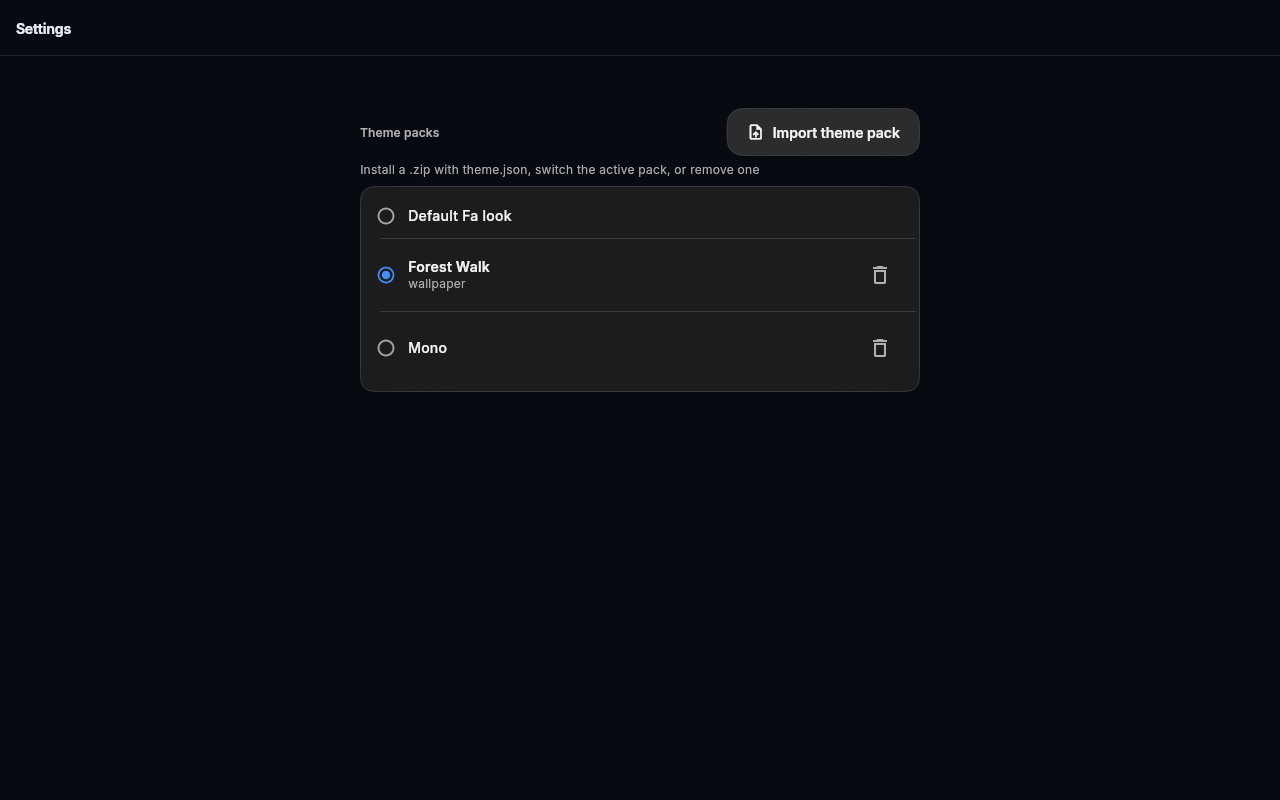 Settings
Theme packs
Import theme pack
Install a .zip with theme.json, switch the active pack, or remove one
Default Fa look
Forest Walk
wallpaper
Mono